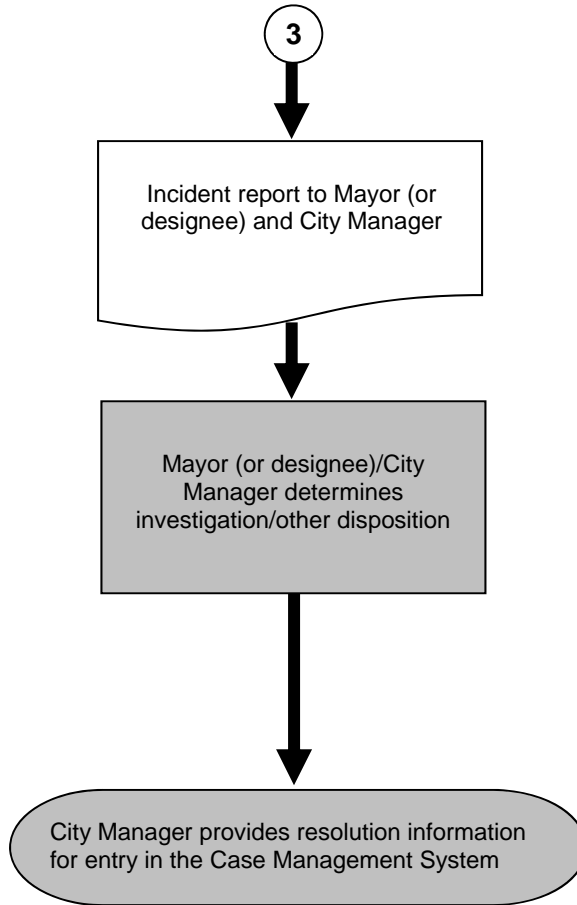 3
Incident report to Mayor (or
designee) and City Manager
Mayor (or designee)/City
Manager determines
investigation/other disposition
City Manager provides resolution information
for entry in the Case Management System